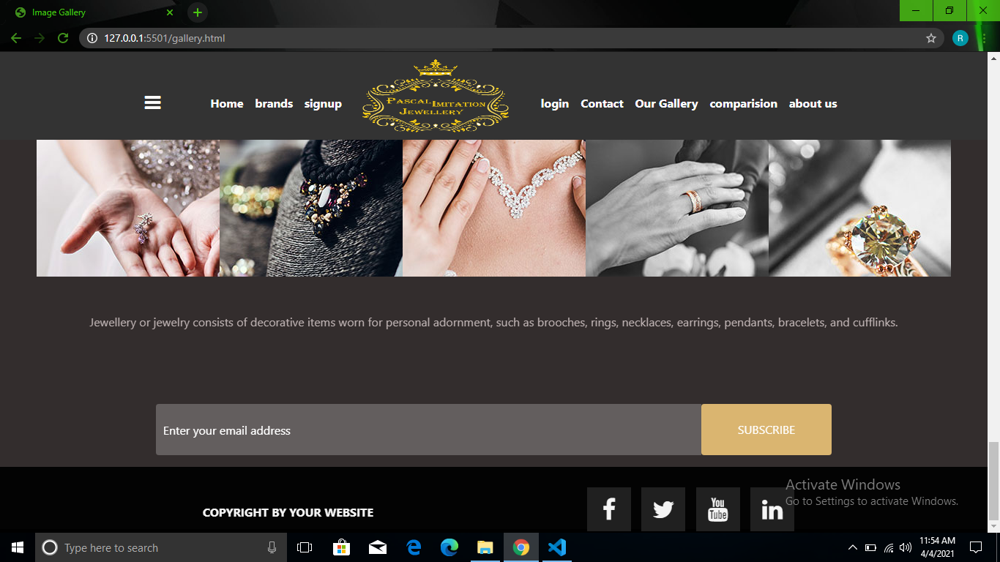 Image Gallery
127.0.0.1:5501/gallery.html
R
Home brands signup
PASCAL IMITATION
JEWELLERY
login Contact Our Gallery comparision about us
Jewellery or jewelry consists of decorative items worn for personal adornment, such as brooches, rings, necklaces, earrings, pendants, bracelets, and cufflinks.
Enter your email address
SUBSCRIBE
Activate Windows
Go to Settings to activate Windows.
COPYRIGHT BY YOUR WEBSITE
f
You
Tube
in
Type here to search
11:54 AM
4/4/2021